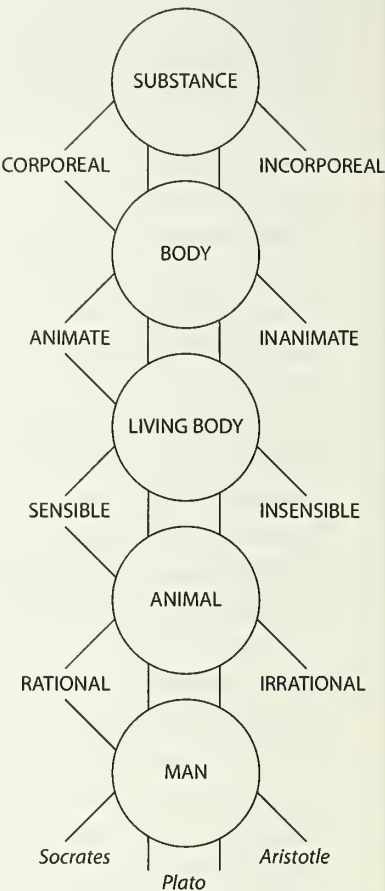 SUBSTANCE
CORPOREAL INCORPOREAL
BODY
ANIMATE INANIMATE
LIVING BODY
SENSIBLE INSENSIBLE
ANIMAL
RATIONAL IRRATIONAL
MAN
Socrates Aristotle
Plato